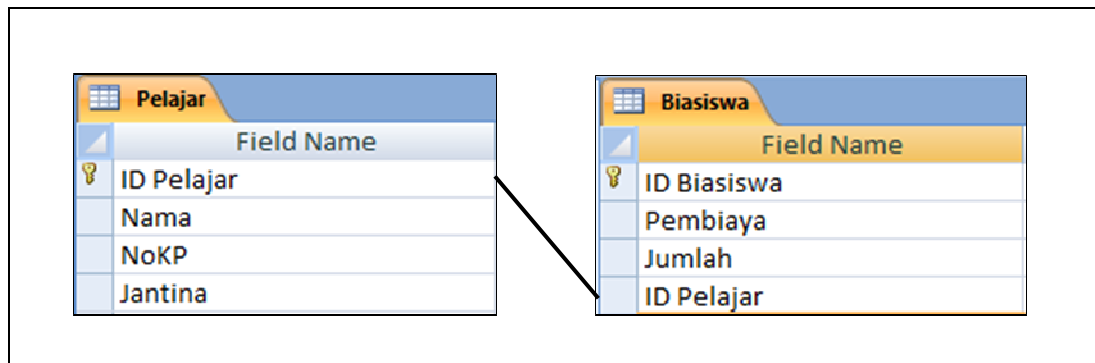 Pelajar
Field Name
ID Pelajar
Nama
NoKP
Jantina
Biasiswa
Field Name
ID Biasiswa
Pembiaya
Jumlah
ID Pelajar